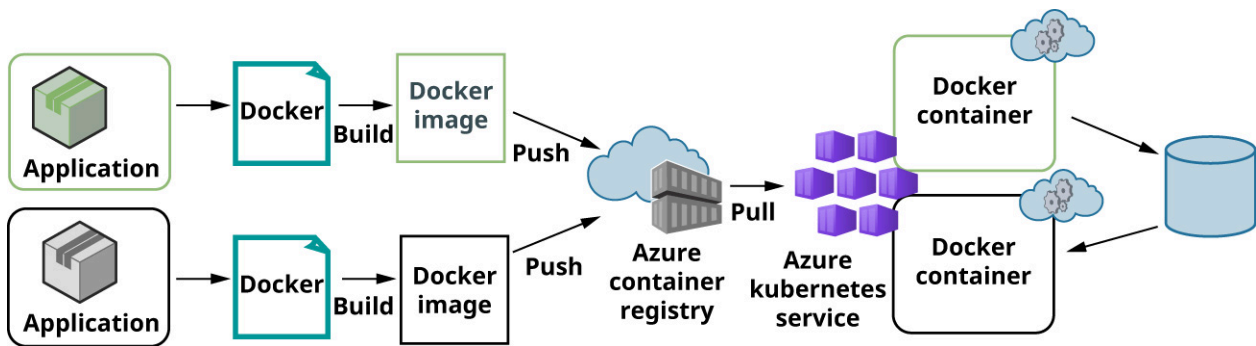 Application
Docker
Build
Docker
image
Push
Docker
container
Application
Docker
Build
Docker
image
Push
Azure
container
registry
Pull
Azure
kubernetes
service
Docker
container